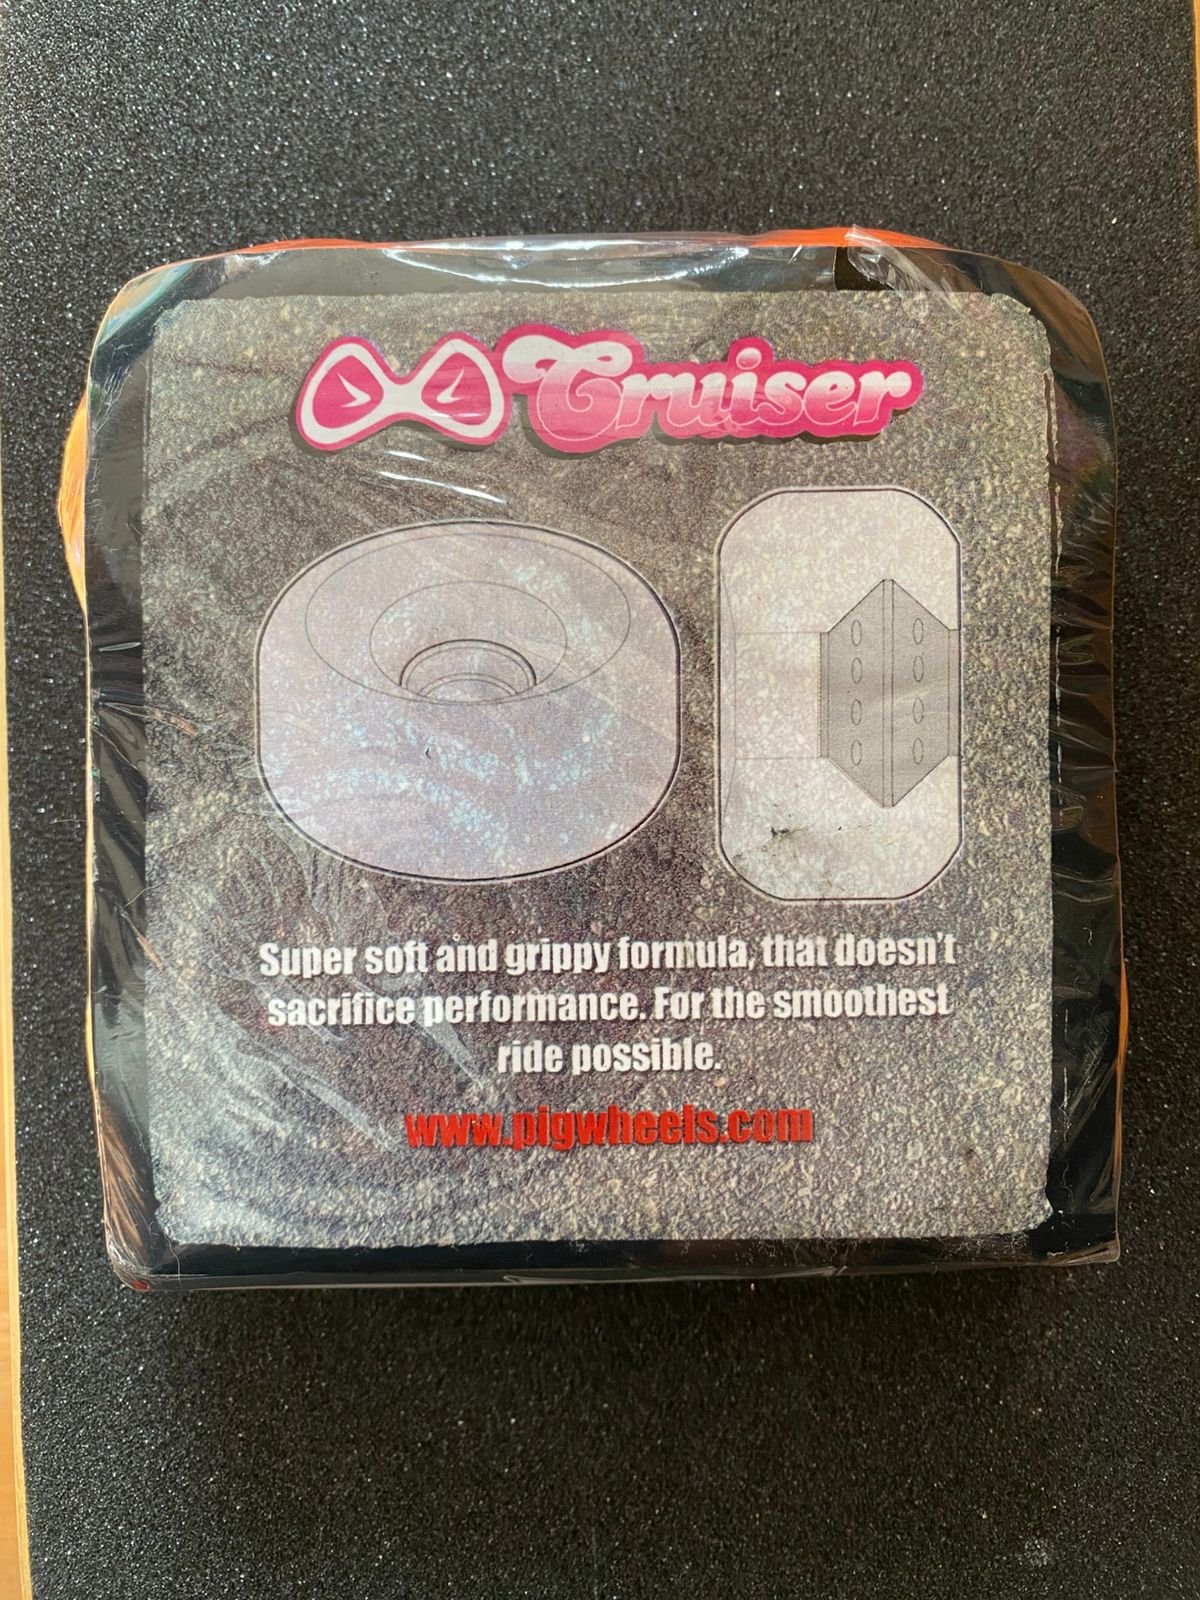 Cruiser
Super soft and grippy formula, that doesn't
sacrifice performance. For the smoothest
ride possible.
www.pigwheels.com